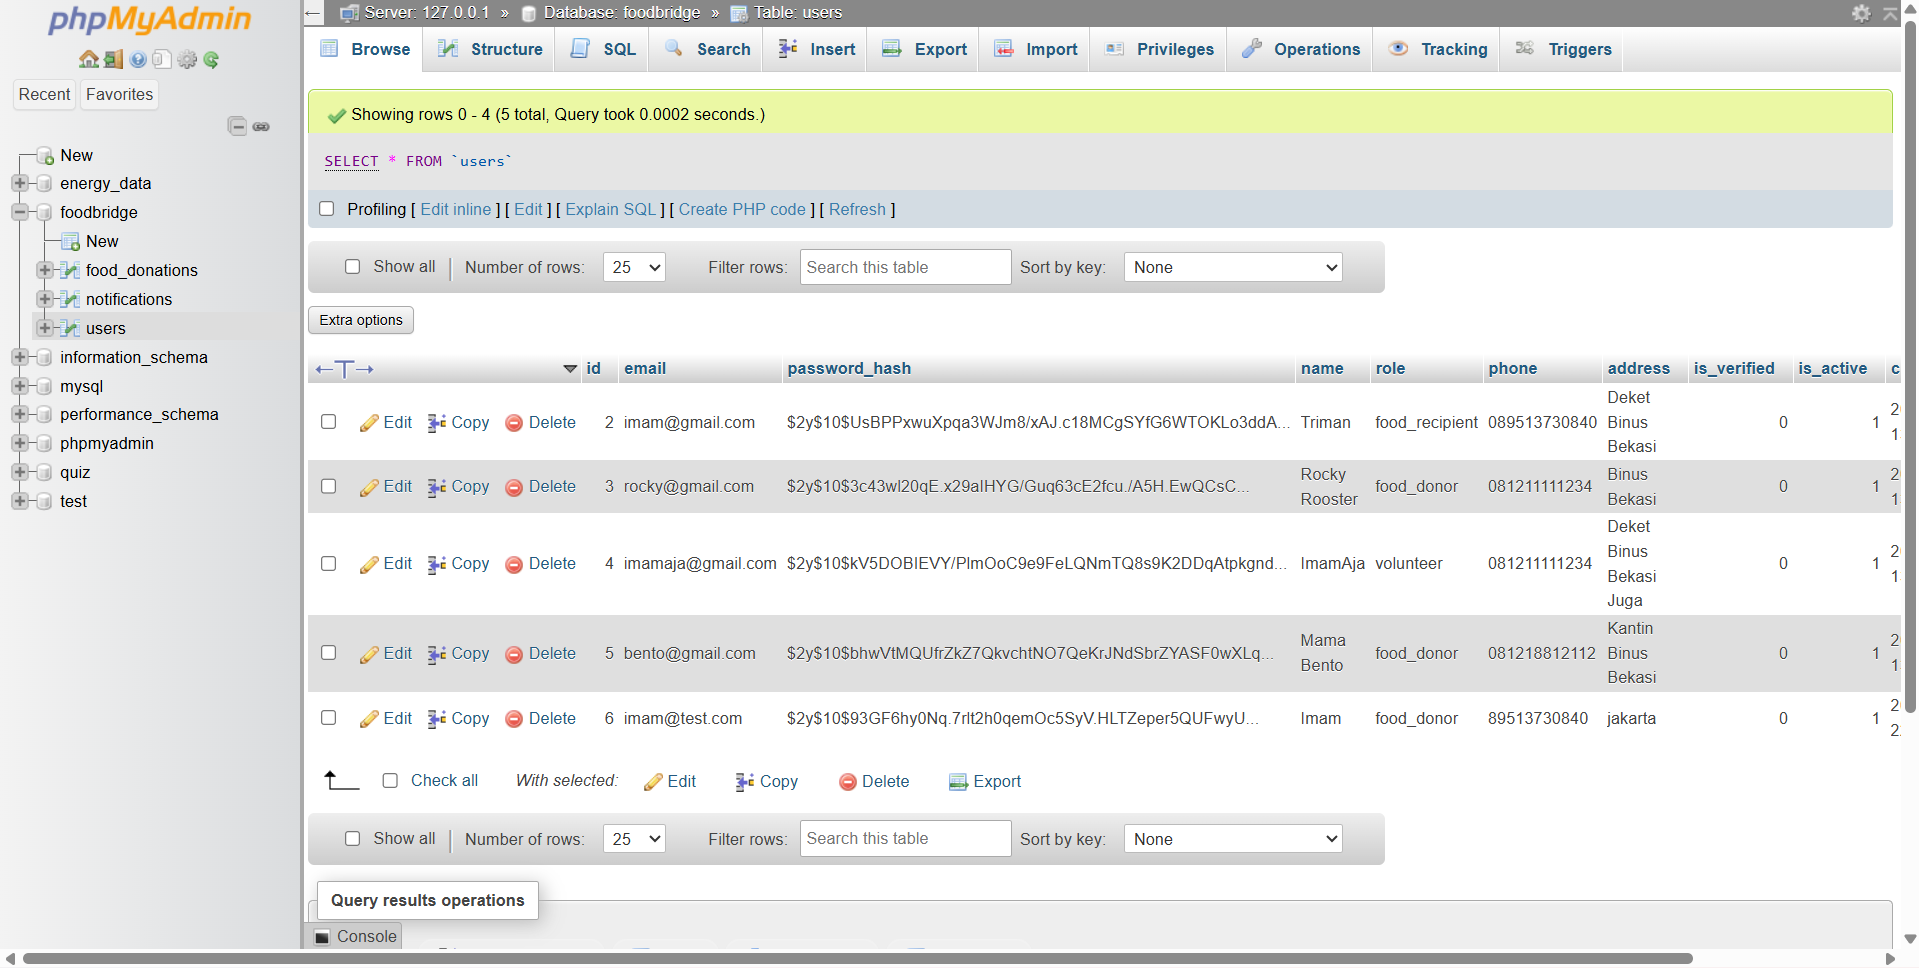 phpMyAdmin
Recent
Favorites
New
energy_data
foodbridge
New
food_donations
notifications
users
information_schema
mysql
performance_schema
phpmyadmin
quiz
test
Server: 127.0.0.1 » Database: foodbridge » Table: users
Browse Structure SQL Search Insert Export Import Privileges Operations Tracking Triggers
Showing rows 0 - 4 (5 total, Query took 0.0002 seconds.)
SELECT * FROM `users`
Profiling [ Edit inline ] [ Edit ] [ Explain SQL ] [ Create PHP code ] [ Refresh ]
Show all Number of rows: 25 Filter rows: Search this table Sort by key: None
Extra options
id email password_hash name role phone address is_verified is_active c
Edit Copy Delete 2 imam@gmail.com $2y$10$UsBPPxwuXpqa3WJm8/xAJ.c18MCgSYfG6WTOKLo3ddA... Triman food_recipient 089513730840 Deket Binus Bekasi 0 1 2 1
Edit Copy Delete 3 rocky@gmail.com $2y$10$3c43wl20qE.x29alHYG/Guq63cE2fcu./A5H.EwQCsC... Rocky Rooster food_donor 081211111234 Binus Bekasi 0 1 2 1
Edit Copy Delete 4 imamaja@gmail.com $2y$10$kV5DOBIEVY/PlmOoC9e9FeLQNmTQ8s9K2DDqAtpkgnd... ImamAja volunteer 081211111234 Deket Binus Bekasi Juga 0 1 2 1
Edit Copy Delete 5 bento@gmail.com $2y$10$bhwVtMQUfrZkZ7QkvchtNO7QeKrJNdSbrZYASF0wXLq... Mama Bento food_donor 081218812112 Kantin Binus Bekasi 0 1 2 1
Edit Copy Delete 6 imam@test.com $2y$10$93GF6hy0Nq.7rlt2h0qemOc5SyV.HLTZeper5QUFwyU... Imam food_donor 89513730840 jakarta 0 1 2 2
Check all With selected: Edit Copy Delete Export
Show all Number of rows: 25 Filter rows: Search this table Sort by key: None
Query results operations
Console